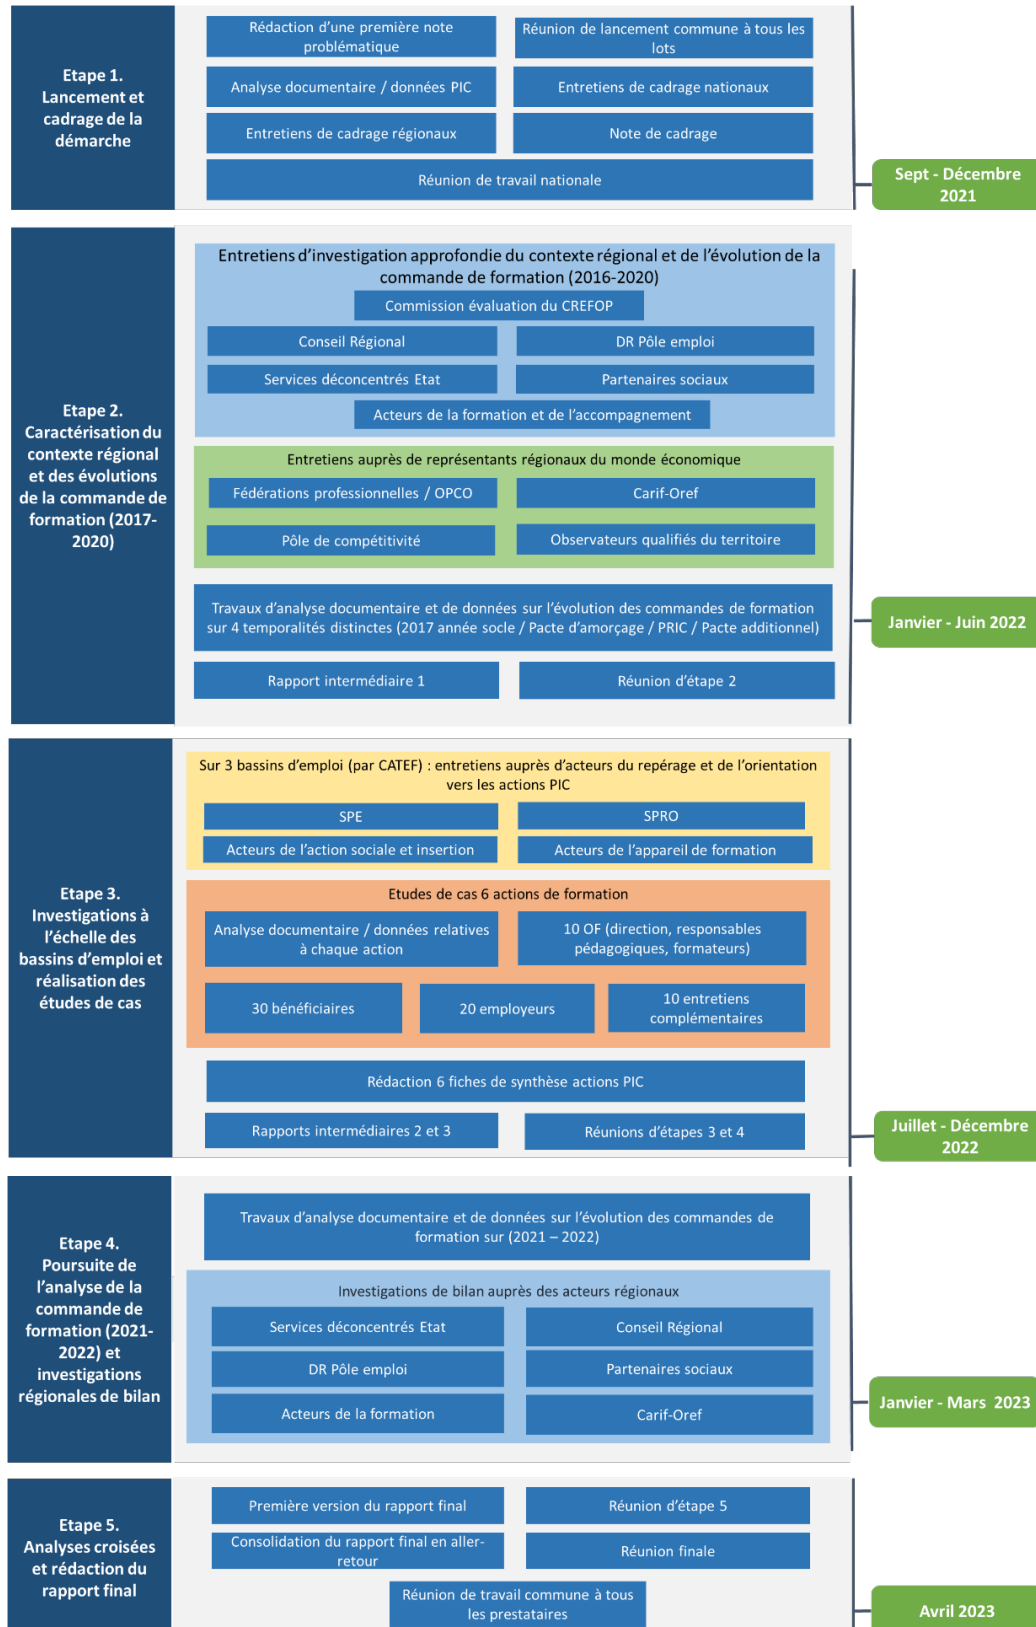 Etape 1.
Lancement et
cadrage de la
démarche
Rédaction d'une première note
problématique
Réunion de lancement commune à tous les
lots
Analyse documentaire / données PIC
Entretiens de cadrage nationaux
Entretiens de cadrage régionaux
Note de cadrage
Réunion de travail nationale
Sept - Décembre
2021
Etape 2.
Caractérisation du
contexte régional
et des évolutions
de la commande de
formation (2017-
2020)
Entretiens d'investigation approfondie du contexte régional et de l'évolution de la
commande de formation (2016-2020)
Commission évaluation du CREFOP
Conseil Régional
DR Pôle emploi
Services déconcentrés Etat
Partenaires sociaux
Acteurs de la formation et de l'accompagnement
Entretiens auprès de représentants régionaux du monde économique
Fédérations professionnelles / OPCO
Carif-Oref
Pôle de compétitivité
Observateurs qualifiés du territoire
Travaux d'analyse documentaire et de données sur l'évolution des commandes de formation
sur 4 temporalités distinctes (2017 année socle / Pacte d'amorçage / PRIC / Pacte additionnel)
Rapport intermédiaire 1
Réunion d'étape 2
Janvier - Juin 2022
Etape 3.
Investigations à
l'échelle des
bassins d'emploi et
réalisation des
études de cas
Sur 3 bassins d'emploi (par CATEF) : entretiens auprès d'acteurs du repérage et de l'orientation
vers les actions PIC
SPE
SPRO
Acteurs de l'action sociale et insertion
Acteurs de l'appareil de formation
Etudes de cas 6 actions de formation
Analyse documentaire / données relatives
à chaque action
10 OF (direction, responsables
pédagogiques, formateurs)
30 bénéficiaires
20 employeurs
10 entretiens
complémentaires
Rédaction 6 fiches de synthèse actions PIC
Rapports intermédiaires 2 et 3
Réunions d'étapes 3 et 4
Juillet - Décembre
2022
Etape 4.
Poursuite de
l'analyse de la
commande de
formation (2021-
2022) et
investigations
régionales de bilan
Travaux d'analyse documentaire et de données sur l'évolution des commandes de
formation sur (2021 – 2022)
Investigations de bilan auprès des acteurs régionaux
Services déconcentrés Etat
Conseil Régional
DR Pôle emploi
Partenaires sociaux
Acteurs de la formation
Carif-Oref
Janvier - Mars 2023
Etape 5.
Analyses croisées
et rédaction du
rapport final
Première version du rapport final
Réunion d'étape 5
Consolidation du rapport final en aller-
retour
Réunion finale
Réunion de travail commune à tous
les prestataires
Avril 2023